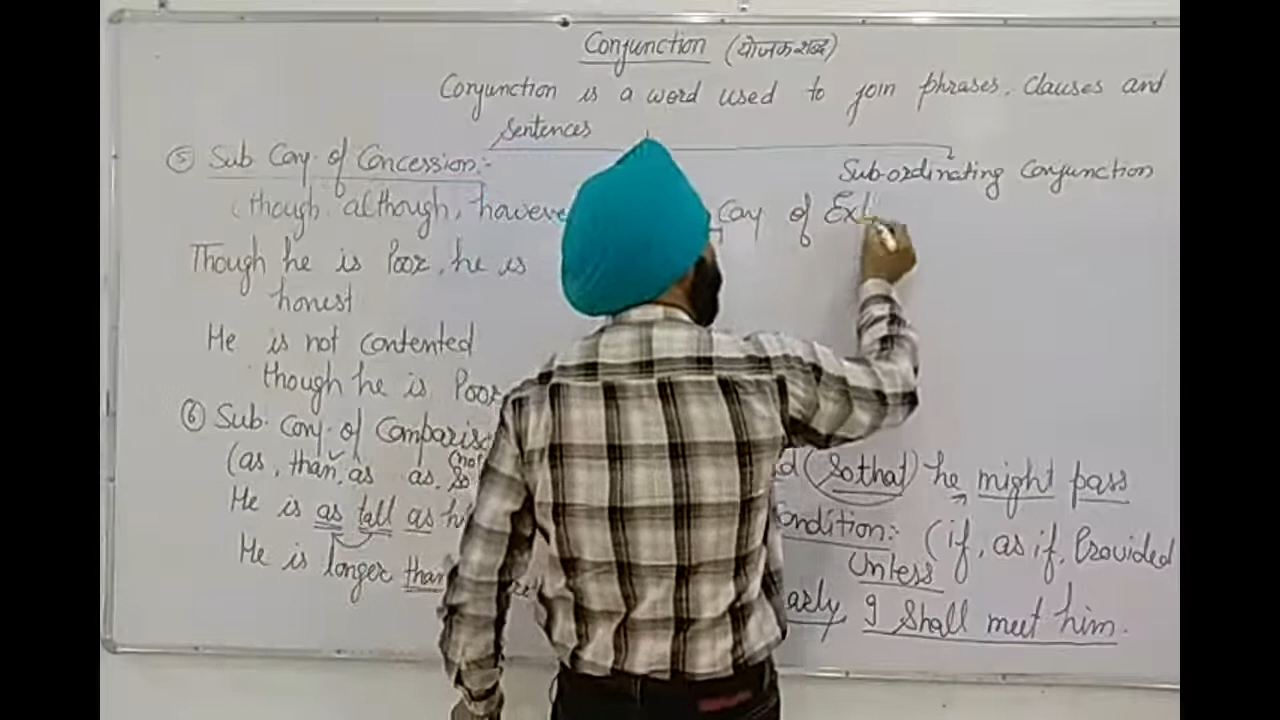 Conjunction (योजक शब्द)
Conjunction is a word used to join phrases, Clauses and
Sentences
⑤ Sub Conj. of Concession:-
(though, although, howeve
Though he is Poor, he is
honest
He is not contented
though he is Poor
⑥ Sub. Conj. of Comparis
(as, than, as as, so
He is as tall as
He is longer than
Subordinating Conjunction
Conj of Ext
(so that) he might pass
ondition:- (if, as if, Provided
Unless
arly, I Shall meet him.